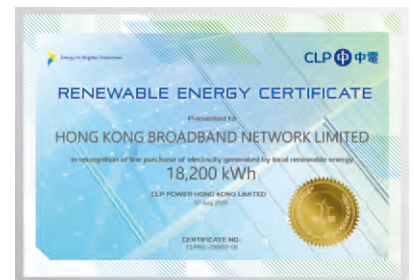 Energy for Brighter Tomorrows
CLP 中電
RENEWABLE ENERGY CERTIFICATE
Presented to
HONG KONG BROADBAND NETWORK LIMITED
in recognition of the purchase of electricity generated by local renewable energy
18,200 kWh
CLP POWER HONG KONG LIMITED
CERTIFICATE NO.